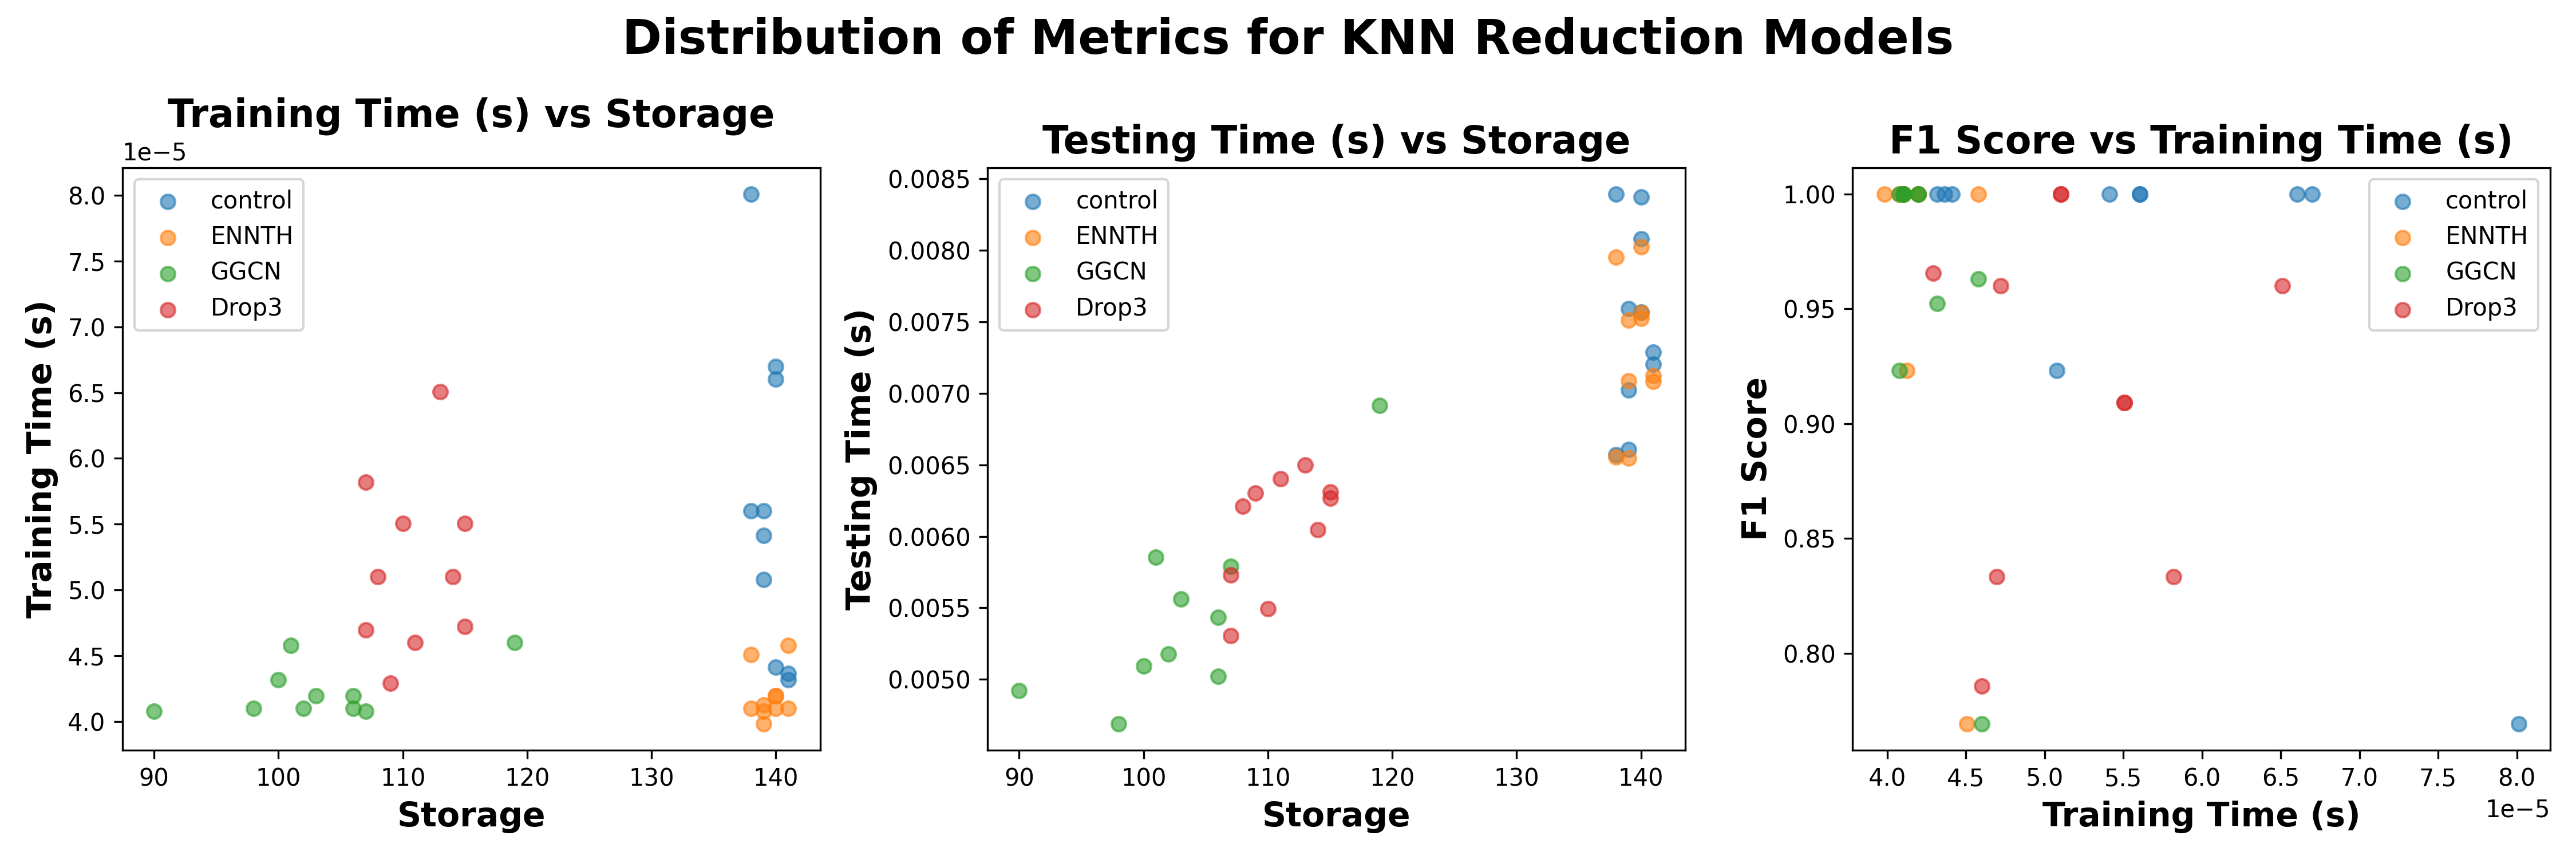 Distribution of Metrics for KNN Reduction Models
Training Time (s) vs Storage
1e−5
8.0
7.5
7.0
6.5
6.0
5.5
5.0
4.5
4.0
Training Time (s)
control
ENNTH
GGCN
Drop3
90 100 110 120 130 140
Storage
Testing Time (s) vs Storage
0.0085
0.0080
0.0075
0.0070
0.0065
0.0060
0.0055
0.0050
Testing Time (s)
control
ENNTH
GGCN
Drop3
90 100 110 120 130 140
Storage
F1 Score vs Training Time (s)
1.00
0.95
0.90
0.85
0.80
F1 Score
control
ENNTH
GGCN
Drop3
4.0 4.5 5.0 5.5 6.0 6.5 7.0 7.5 8.0
1e−5
Training Time (s)